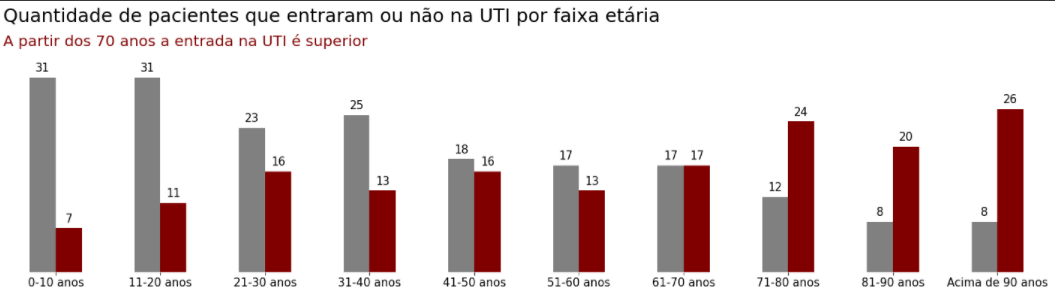 Quantidade de pacientes que entraram ou não na UTI por faixa etária
A partir dos 70 anos a entrada na UTI é superior
31 7 31 11 23 16 25 13 18 16 17 13 17 17 12 24 8 20 8 26
0-10 anos 11-20 anos 21-30 anos 31-40 anos 41-50 anos 51-60 anos 61-70 anos 71-80 anos 81-90 anos Acima de 90 anos